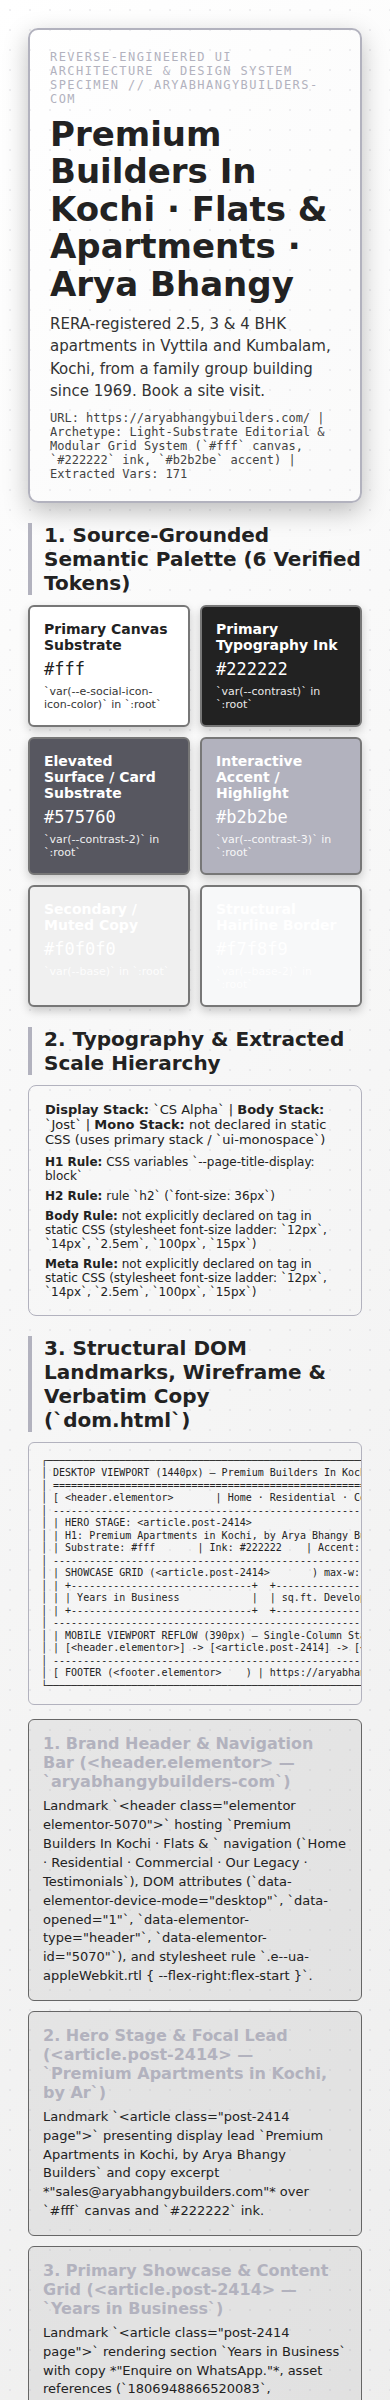 REVERSE-ENGINEERED UI
ARCHITECTURE & DESIGN SYSTEM
SPECIMEN // ARYABHANGYBUILDERS-
COM
Premium
Builders In
Kochi · Flats &
Apartments ·
Arya Bhangy
RERA-registered 2.5, 3 & 4 BHK
apartments in Vyttila and Kumbalam,
Kochi, from a family group building
since 1969. Book a site visit.
URL: https://aryabhangybuilders.com/ |
Archetype: Light-Substrate Editorial &
Modular Grid System (`#fff` canvas,
`#222222` ink, `#b2b2be` accent) |
Extracted Vars: 171
1. Source-Grounded
Semantic Palette (6 Verified
Tokens)
Primary Canvas
Substrate
#fff
`var(--e-social-icon-
icon-color)` in `:root`
Primary
Typography Ink
#222222
`var(--contrast)` in
`:root`
Elevated
Surface / Card
Substrate
#575760
`var(--contrast-2)` in
`:root`
Interactive
Accent /
Highlight
#b2b2be
`var(--contrast-3)` in
`:root`
Secondary /
Muted Copy
#f0f0f0
`var(--base)` in `:root`
Structural
Hairline Border
#f7f8f9
2. Typography & Extracted
Scale Hierarchy
Display Stack: `CS Alpha` | Body Stack:
`Jost` | Mono Stack: not declared in static
CSS (uses primary stack / `ui-monospace`)
H1 Rule: CSS variables `--page-title-display:
block`
H2 Rule: rule `h2` (`font-size: 36px`)
Body Rule: not explicitly declared on tag in
static CSS (stylesheet font-size ladder: `12px`,
`14px`, `2.5em`, `100px`, `15px`)
Meta Rule: not explicitly declared on tag in
static CSS (stylesheet font-size ladder: `12px`,
`14px`, `2.5em`, `100px`, `15px`)
3. Structural DOM
Landmarks, Wireframe &
Verbatim Copy
(`dom.html`)
DESKTOP VIEWPORT (1440px) — Premium Builders In Koc
====================================================
[ <header.elementor> | Home · Residential · C
----------------------------------------------------
| HERO STAGE: <article.post-2414>
| H1: Premium Apartments in Kochi, by Arya Bhangy B
| Substrate: #fff | Ink: #222222 | Accent:
----------------------------------------------------
| SHOWCASE GRID (<article.post-2414> ) max-w:
| +------------------------------+ +---------------
| | Years in Business | | sq.ft. Develo
| +------------------------------+ +---------------
----------------------------------------------------
| MOBILE VIEWPORT REFLOW (390px) — Single-Column St
| [<header.elementor>] -> [<article.post-2414] -> [
----------------------------------------------------
[ FOOTER (<footer.elementor> ) | https://aryabha
1. Brand Header & Navigation
Bar (<header.elementor> —
`aryabhangybuilders-com`)
Landmark `<header class="elementor
elementor-5070">` hosting `Premium
Builders In Kochi · Flats & ` navigation (`Home
· Residential · Commercial · Our Legacy ·
Testimonials`), DOM attributes (`data-
elementor-device-mode="desktop"`, `data-
opened="1"`, `data-elementor-
type="header"`, `data-elementor-
id="5070"`), and stylesheet rule `.e--ua-
appleWebkit.rtl { --flex-right:flex-start }`.
2. Hero Stage & Focal Lead
(<article.post-2414> —
`Premium Apartments in Kochi,
by Ar`)
Landmark `<article class="post-2414
page">` presenting display lead `Premium
Apartments in Kochi, by Arya Bhangy
Builders` and copy excerpt
*"sales@aryabhangybuilders.com"* over
`#fff` canvas and `#222222` ink.
3. Primary Showcase & Content
Grid (<article.post-2414> —
`Years in Business`)
Landmark `<article class="post-2414
page">` rendering section `Years in Business`
with copy *"Enquire on WhatsApp."*, asset
references (`1806948866520083`,